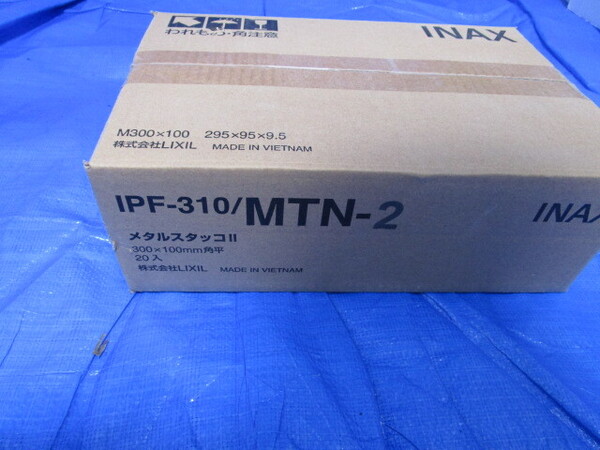 われもの・角注意
INAX
M300×100 295×95×9.5
株式会社LIXIL MADE IN VIETNAM
IPF-310/MTN-2
INAX
メタルスタッコII
300×100mm角平
20入
株式会社LIXIL MADE IN VIETNAM